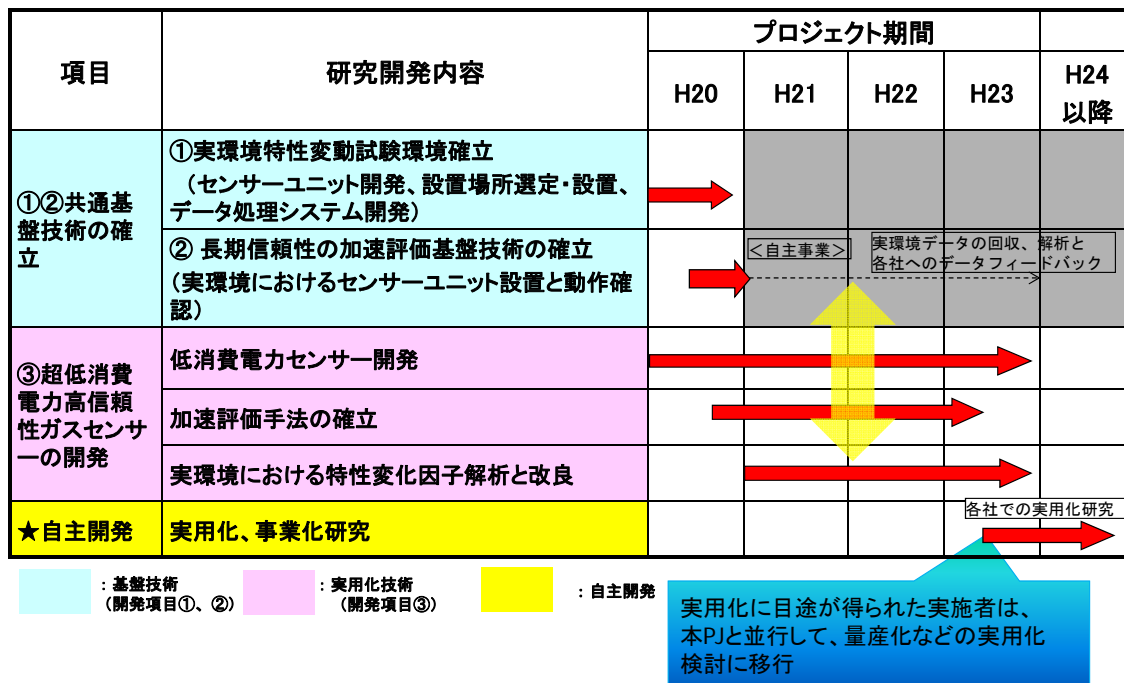 項目
研究開発内容
プロジェクト期間
H20
H21
H22
H23
H24
以降
①②共通基
盤技術の確
立
①実環境特性変動試験環境確立
（センサーユニット開発、設置場所選定・設置、
データ処理システム開発）
② 長期信頼性の加速評価基盤技術の確立
（実環境におけるセンサーユニット設置と動作確
認）
＜自主事業＞
実環境データの回収、解析と
各社へのデータフィードバック
③超低消費
電力高信頼
性ガスセンサ
ーの開発
低消費電力センサー開発
加速評価手法の確立
実環境における特性変化因子解析と改良
★自主開発
実用化、事業化研究
各社での実用化研究
：基盤技術
（開発項目①、②）
：実用化技術
（開発項目③）
：自主開発
実用化に目途が得られた実施者は、
本PJと並行して、量産化などの実用化
検討に移行